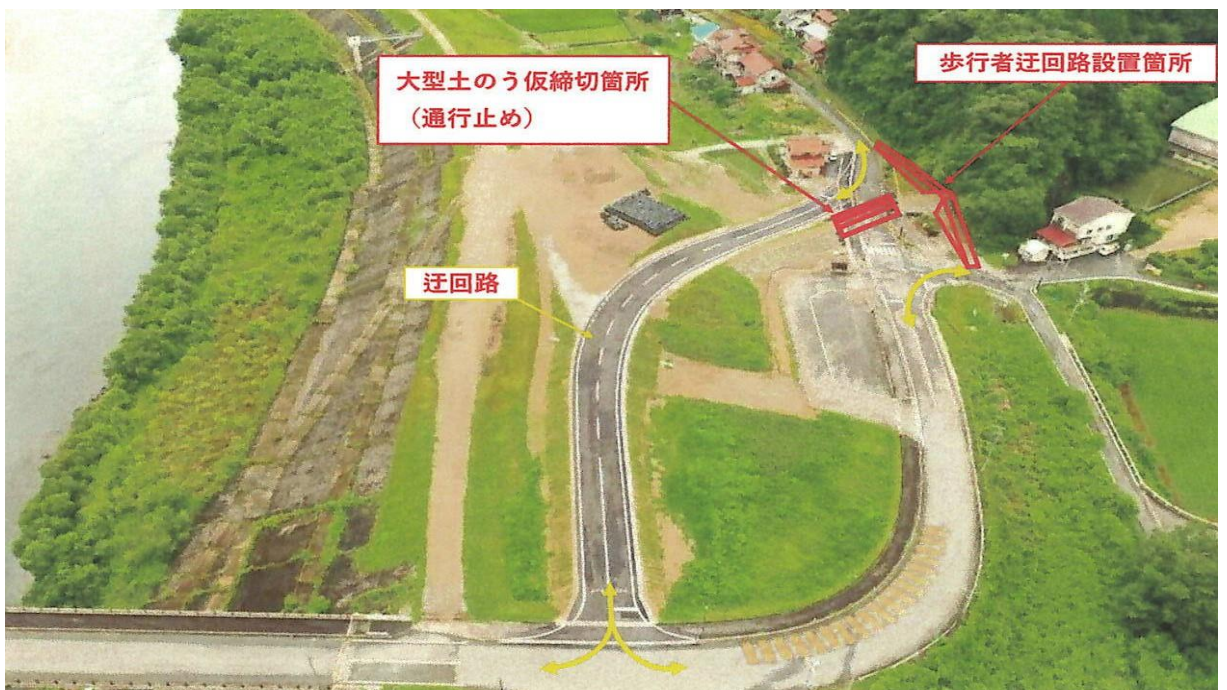 大型土のう仮締切箇所
（通行止め）
歩行者迂回路設置箇所
迂回路